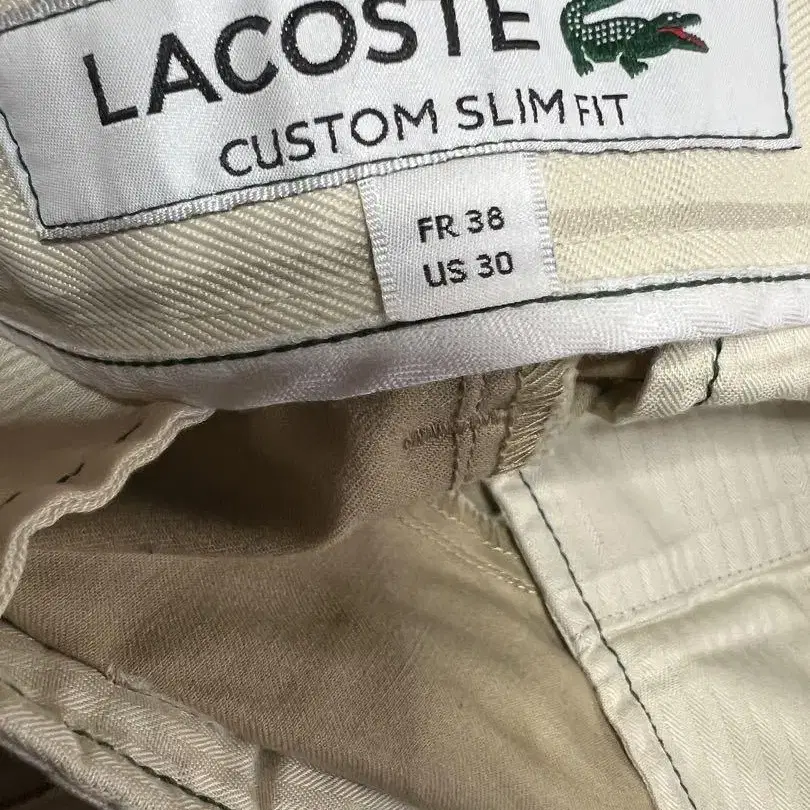 LACOSTE
CUSTOM SLIM FIT
FR 38
US 30